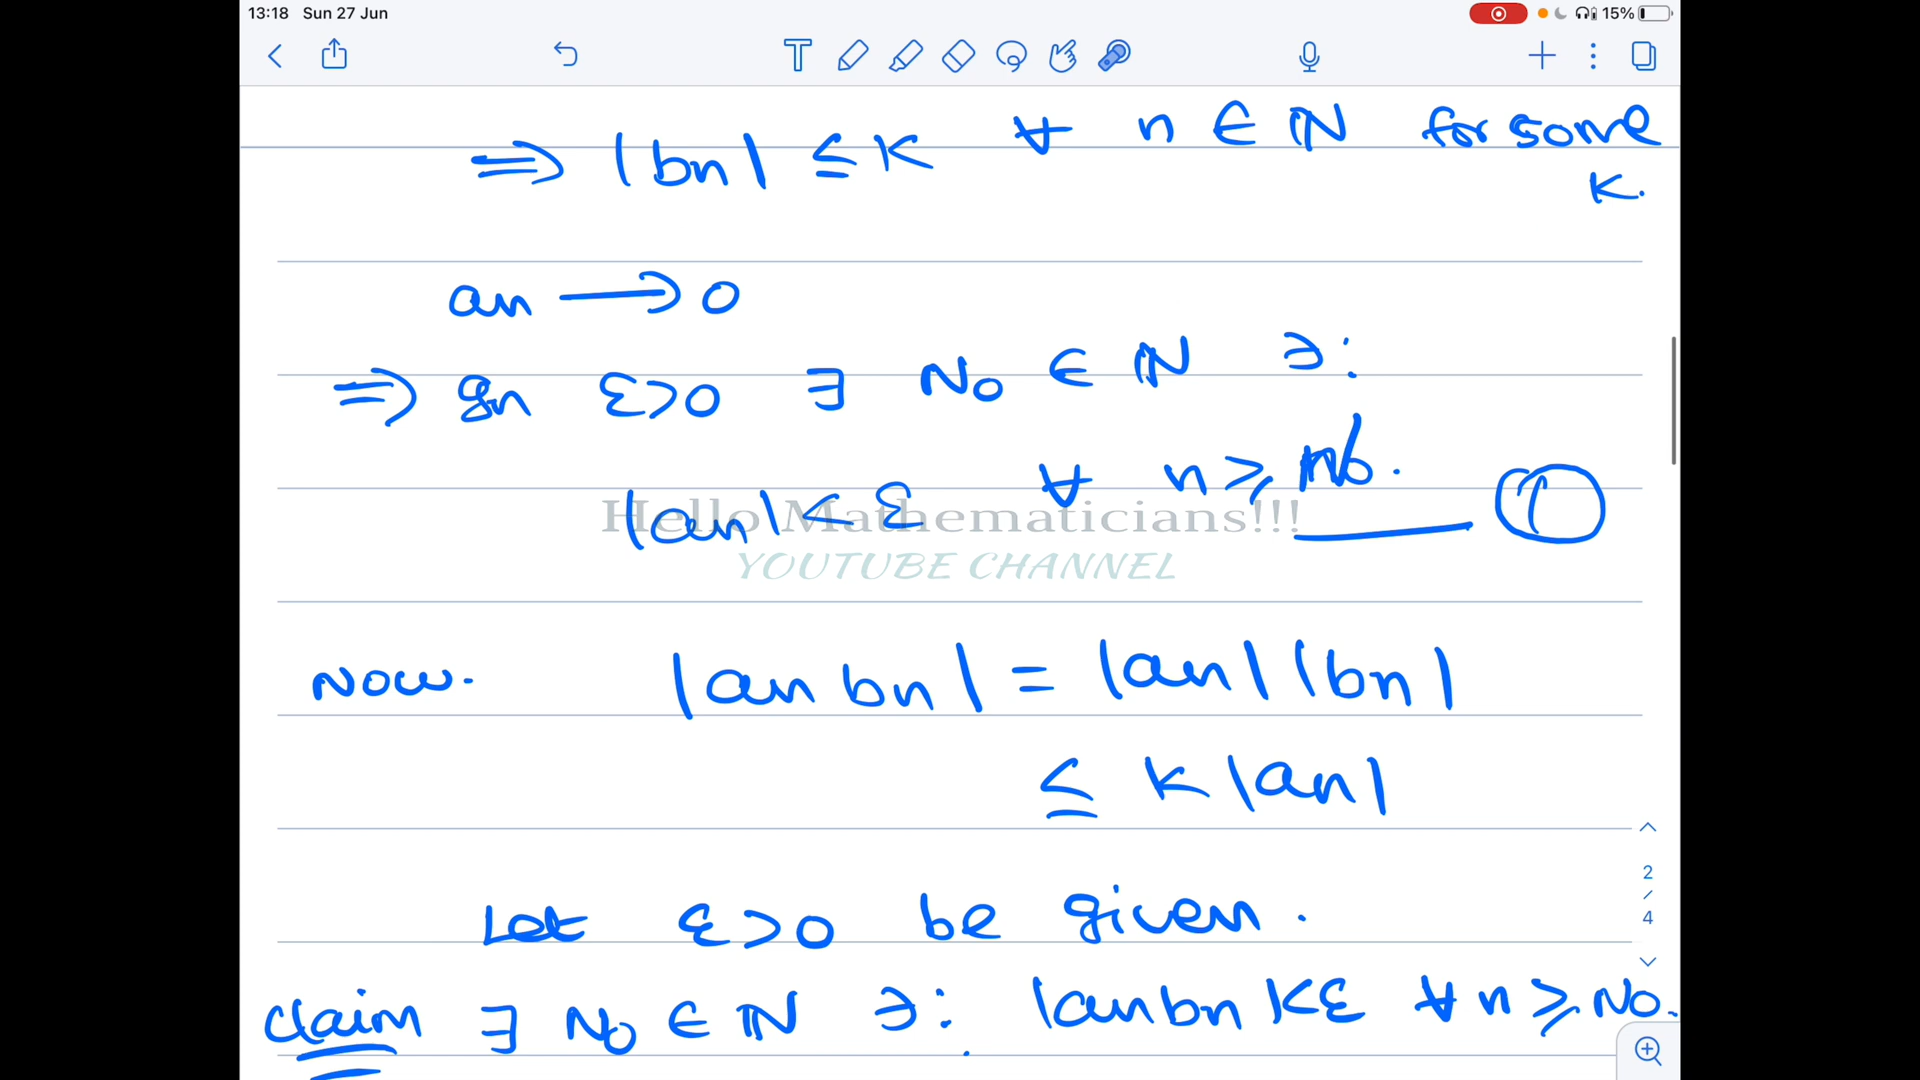 13:18 Sun 27 Jun 15%
⇒ |bn| ≤ K ∀ n ∈ ℕ for some
K.
an → 0
⇒ gn ε>0 ∃ N₀ ∈ ℕ ∋:
|an| < ε ∀ n ≥ N₀. ①
Hello Mathematicians!!!
YOUTUBE CHANNEL
Now. |an bn| = |an| |bn|
≤ K |an|
2
/
4
Let ε>0 be given.
claim ∃ N₀ ∈ ℕ ∋: |an bn| < ε ∀ n ≥ N₀.